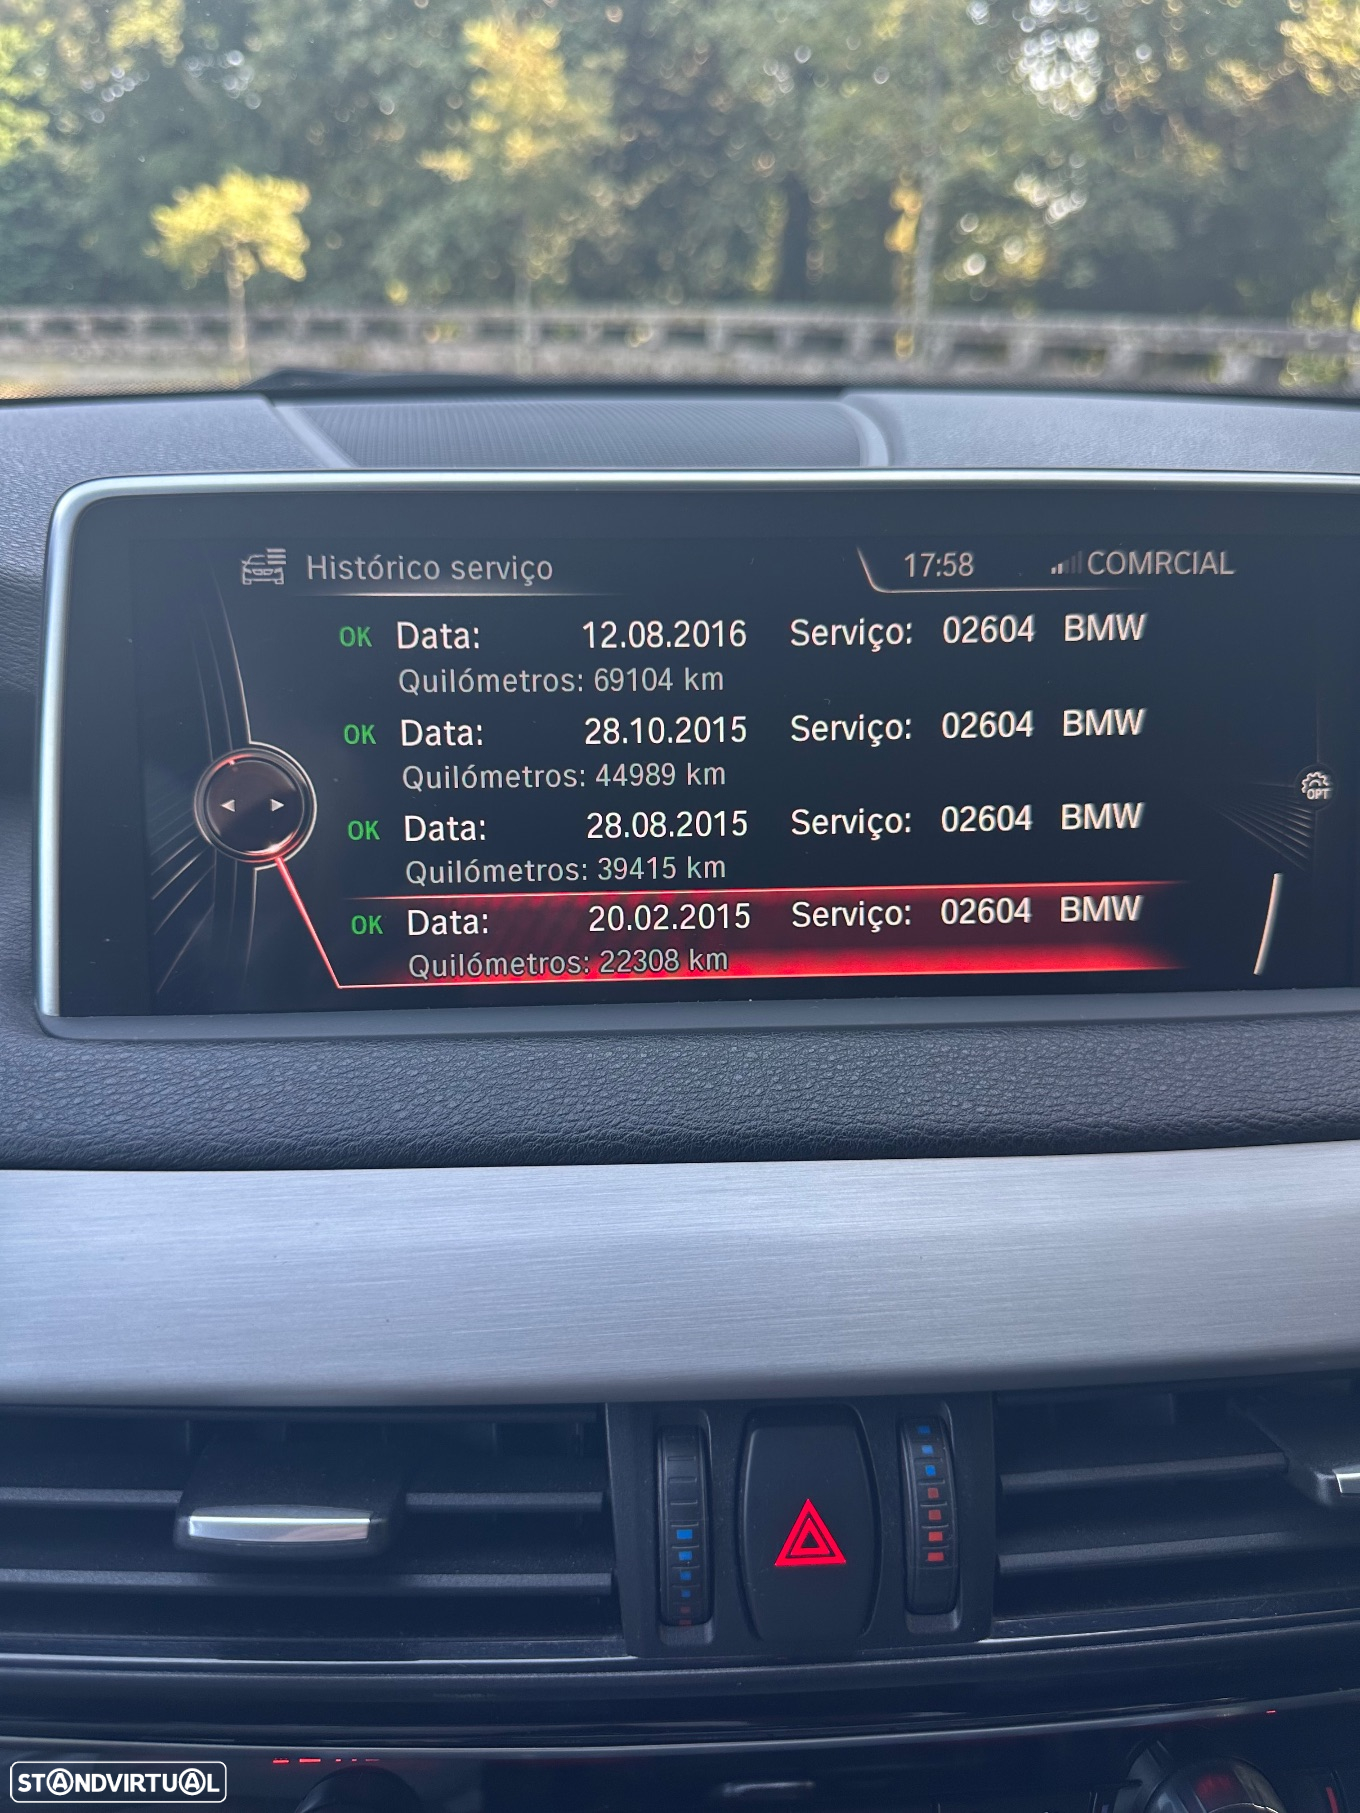 Histórico serviço 17:58 COMRCIAL
OK Data: 12.08.2016 Serviço: 02604 BMW
Quilómetros: 69104 km
OK Data: 28.10.2015 Serviço: 02604 BMW
Quilómetros: 44989 km
OK Data: 28.08.2015 Serviço: 02604 BMW
Quilómetros: 39415 km
OK Data: 20.02.2015 Serviço: 02604 BMW
Quilómetros: 22308 km
OPT
STANDVIRTUAL